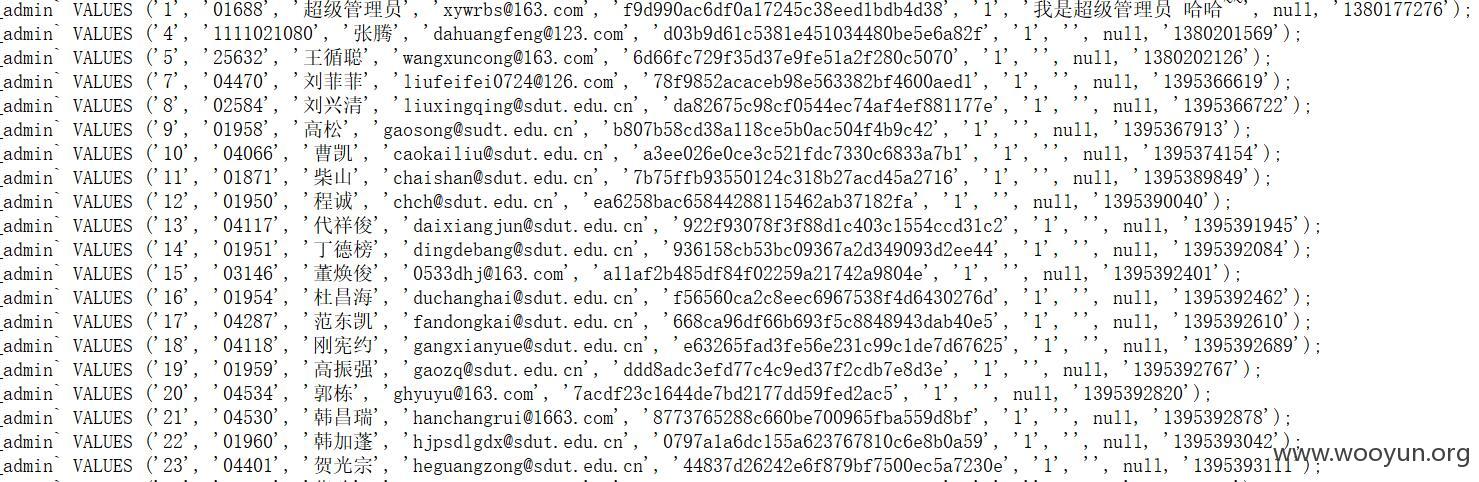 _admin` VALUES ('1', '01688', '超级管理员', 'xywrbs@163.com', 'f9d990ac6df0a17245c38eed1bdb4d38', '1', '我是超级管理员 哈哈~~', null, '1380177276');
_admin` VALUES ('4', '1111021080', '张腾', 'dahuangfeng@123.com', 'd03b9d61c5381e451034480be5e6a82f', '1', '', null, '1380201569');
_admin` VALUES ('5', '25632', '王循聪', 'wangxuncong@163.com', '6d66fc729f35d37e9fe51a2f280c5070', '1', '', null, '1380202126');
_admin` VALUES ('7', '04470', '刘菲菲', 'liufeifei0724@126.com', '78f9852acaceb98e563382bf4600aed1', '1', '', null, '1395366619');
_admin` VALUES ('8', '02584', '刘兴清', 'liuxingqing@sdut.edu.cn', 'da82675c98cf0544ec74af4ef881177e', '1', '', null, '1395366722');
_admin` VALUES ('9', '01958', '高松', 'gaosong@sudt.edu.cn', 'b807b58cd38a118ce5b0ac504f4b9c42', '1', '', null, '1395367913');
_admin` VALUES ('10', '04066', '曹凯', 'caokailiu@sdut.edu.cn', 'a3ee026e0ce3c521fdc7330c6833a7b1', '1', '', null, '1395374154');
_admin` VALUES ('11', '01871', '柴山', 'chaishan@sdut.edu.cn', '7b75ffb93550124c318b27acd45a2716', '1', '', null, '1395389849');
_admin` VALUES ('12', '01950', '程诚', 'chch@sdut.edu.cn', 'ea6258bac65844288115462ab37182fa', '1', '', null, '1395390040');
_admin` VALUES ('13', '04117', '代祥俊', 'daixiangjun@sdut.edu.cn', '922f93078f3f88d1c403c1554ccd31c2', '1', '', null, '1395391945');
_admin` VALUES ('14', '01951', '丁德榜', 'dingdebang@sdut.edu.cn', '936158cb53bc09367a2d349093d2ee44', '1', '', null, '1395392084');
_admin` VALUES ('15', '03146', '董焕俊', '0533dhj@163.com', 'a11af2b485df84f02259a21742a9804e', '1', '', null, '1395392401');
_admin` VALUES ('16', '01954', '杜昌海', 'duchanghai@sdut.edu.cn', 'f56560ca2c8eec6967538f4d6430276d', '1', '', null, '1395392462');
_admin` VALUES ('17', '04287', '范东凯', 'fandongkai@sdut.edu.cn', '668ca96df66b693f5c8848943dab40e5', '1', '', null, '1395392610');
_admin` VALUES ('18', '04118', '刚宪约', 'gangxianyue@sdut.edu.cn', 'e63265fad3fe56e231c99c1de7d67625', '1', '', null, '1395392689');
_admin` VALUES ('19', '01959', '高振强', 'gaozq@sdut.edu.cn', 'ddd8adc3efd77c4c9ed37f2cdb7e8d3e', '1', '', null, '1395392767');
_admin` VALUES ('20', '04534', '郭栋', 'ghyuyu@163.com', '7acdf23c1644de7bd2177dd59fed2ac5', '1', '', null, '1395392820');
_admin` VALUES ('21', '04530', '韩昌瑞', 'hanchangrui@1663.com', '8773765288c660be700965fba559d8bf', '1', '', null, '1395392878');
_admin` VALUES ('22', '01960', '韩加蓬', 'hjpsdlgdx@sdut.edu.cn', '0797a1a6dc155a623767810c6e8b0a59', '1', '', null, '1395393042');
_admin` VALUES ('23', '04401', '贺光宗', 'heguangzong@sdut.edu.cn', '44837d26242e6f879bf7500ec5a7230e', '1', '', null, '1395393111');
www.wooyun.org